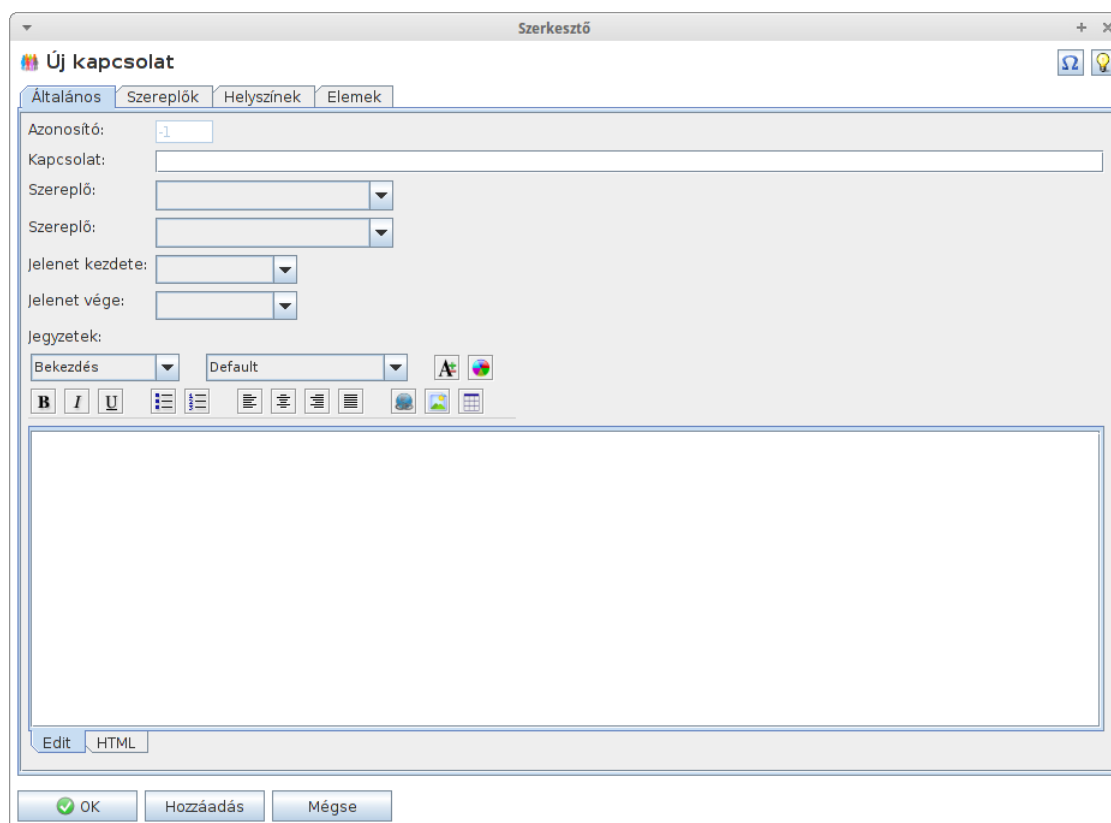 Szerkesztő
Új kapcsolat
Ω
Általános Szereplők Helyszínek Elemek
Azonosító: -1
Kapcsolat:
Szereplő:
Szereplő:
Jelenet kezdete:
Jelenet vége:
Jegyzetek:
Bekezdés Default A
B I U
Edit HTML
OK Hozzáadás Mégse